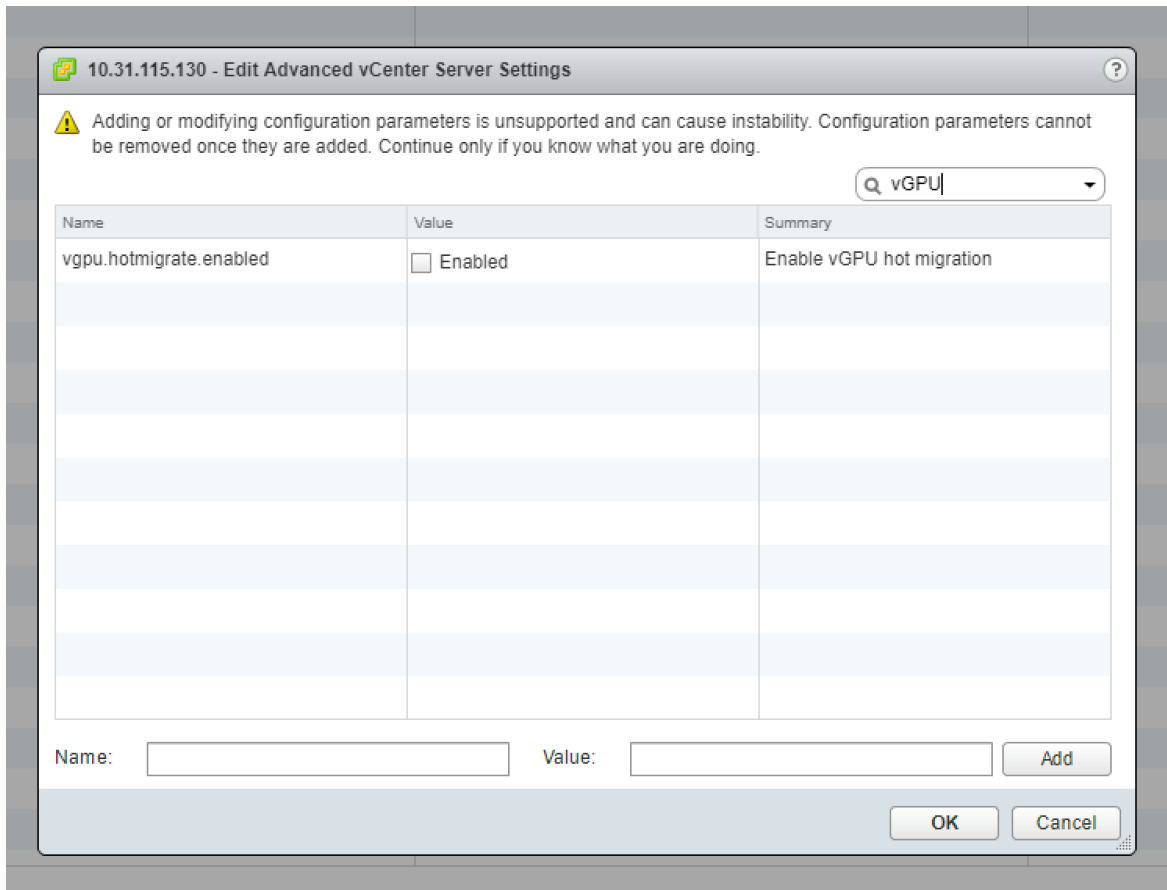 10.31.115.130 - Edit Advanced vCenter Server Settings
?
Adding or modifying configuration parameters is unsupported and can cause instability. Configuration parameters cannot
be removed once they are added. Continue only if you know what you are doing.
vGPU
Name Value Summary
vgpu.hotmigrate.enabled Enabled Enable vGPU hot migration
Name: Value: Add
OK Cancel